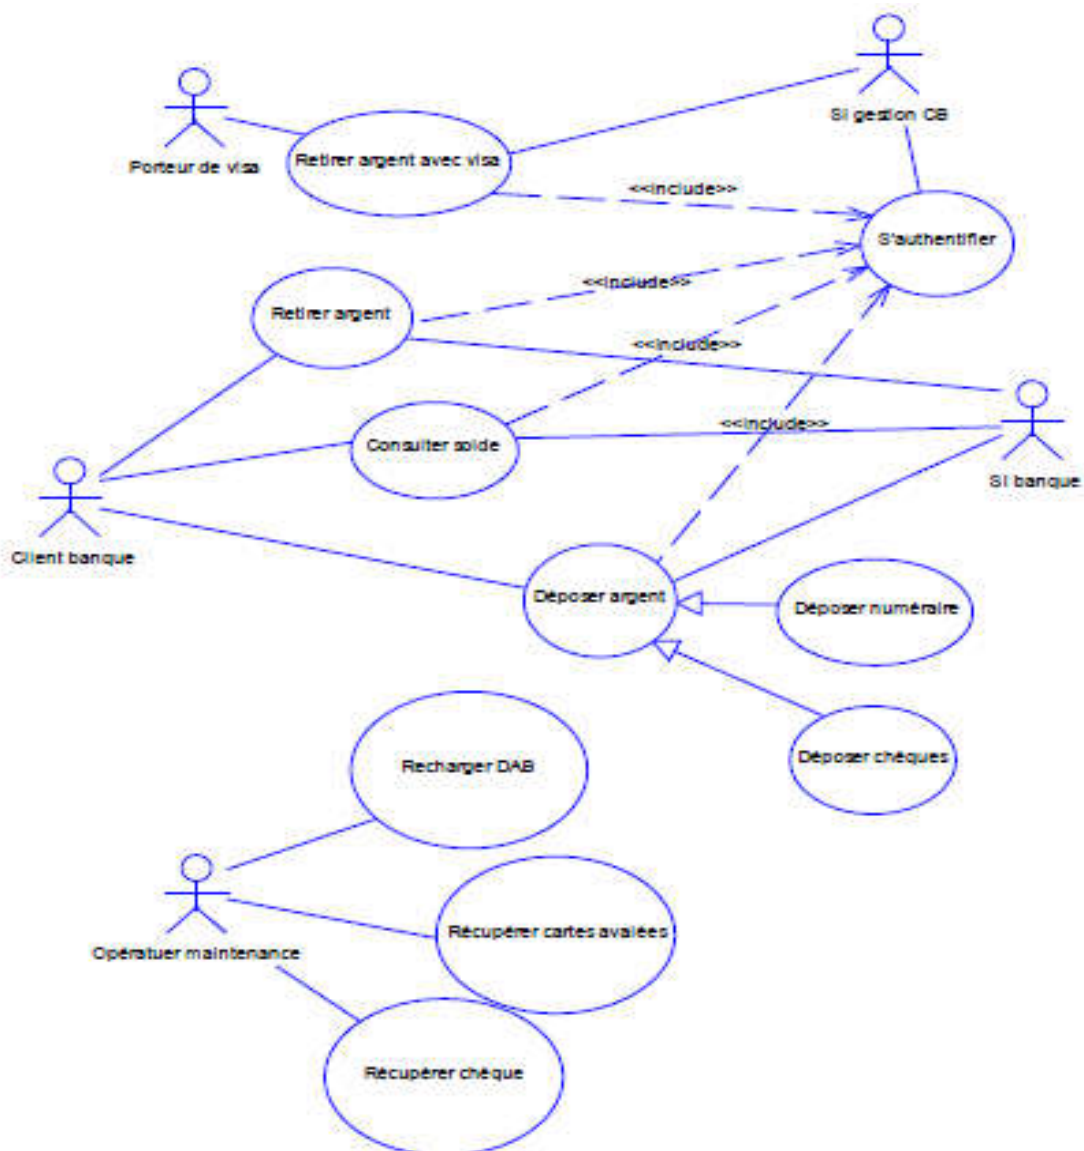 SI gestion CB
Porteur de visa
Retirer argent avec visa
<<include>>
S'authentifier
<<include>>
Retirer argent
<<include>>
<<include>>
Consulter solde
SI banque
Client banque
Déposer argent
Déposer numéraire
Déposer chèques
Recharger DAB
Récupérer cartes avalées
Opératuer maintenance
Récupérer chèque